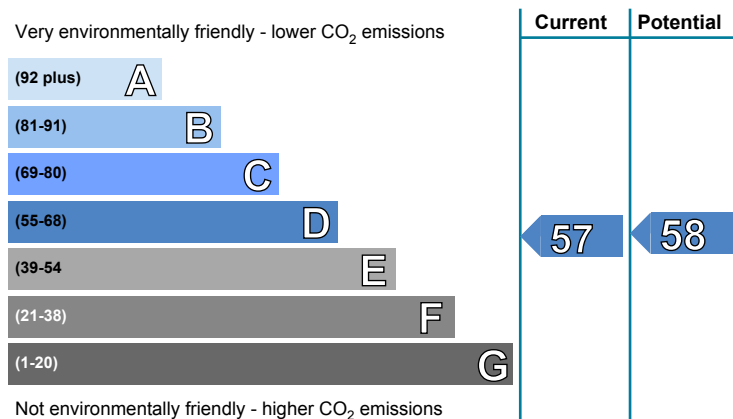 Current Potential
Very environmentally friendly - lower CO2 emissions
(92 plus) A
(81-91) B
(69-80) C
(55-68) D
57 58
(39-54 E
(21-38) F
(1-20) G
Not environmentally friendly - higher CO2 emissions